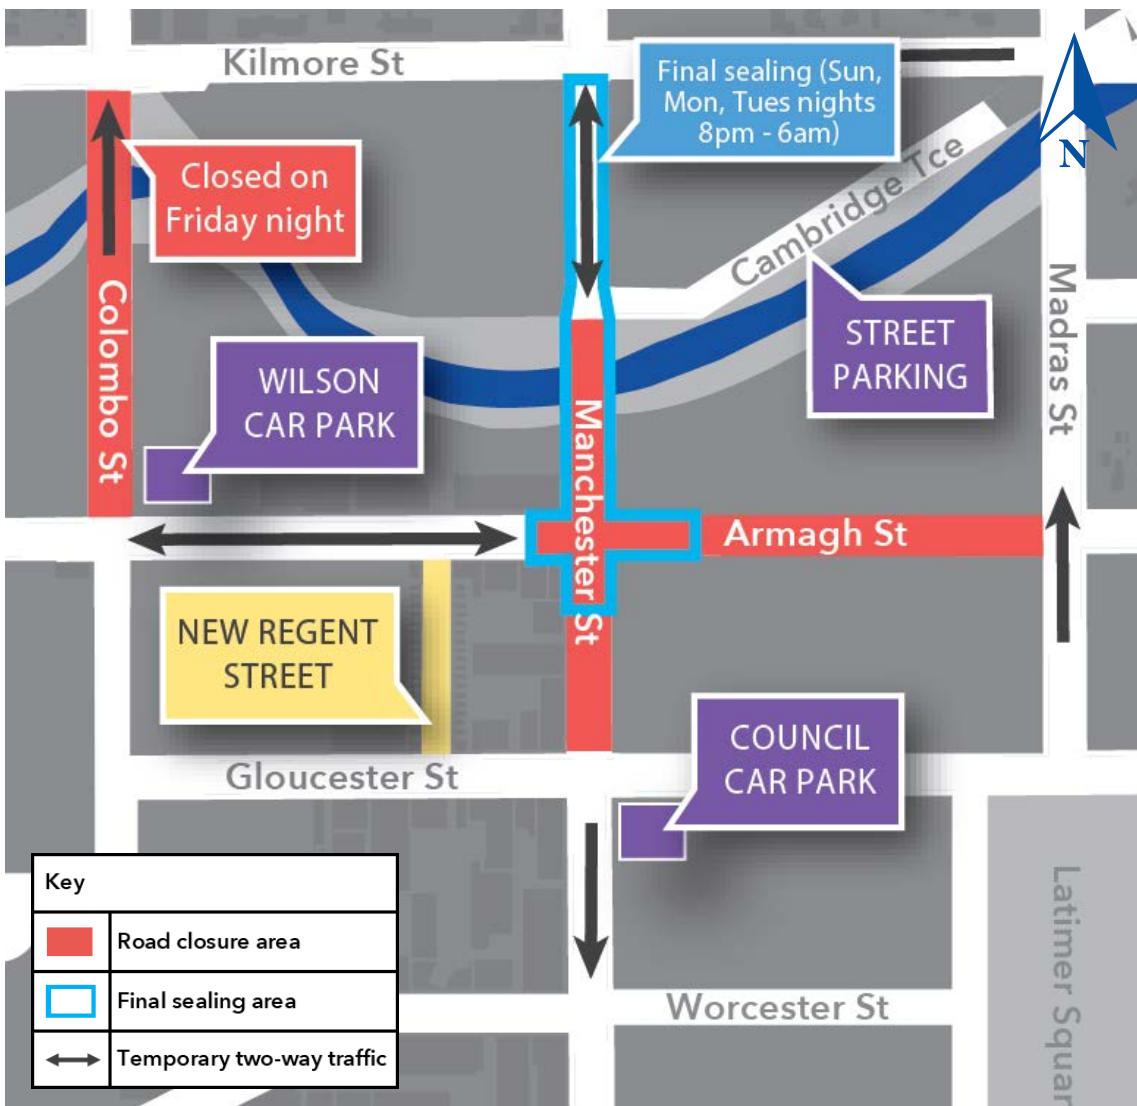 Kilmore St
Final sealing (Sun,
Mon, Tues nights
8pm - 6am)
N
Closed on
Friday night
Cambridge Tce
Colombo St
Madras St
STREET
PARKING
WILSON
CAR PARK
Manchester St
Armagh St
NEW REGENT
STREET
COUNCIL
CAR PARK
Gloucester St
Key
Road closure area
Final sealing area
Temporary two-way traffic
Worcester St
Latimer Squar